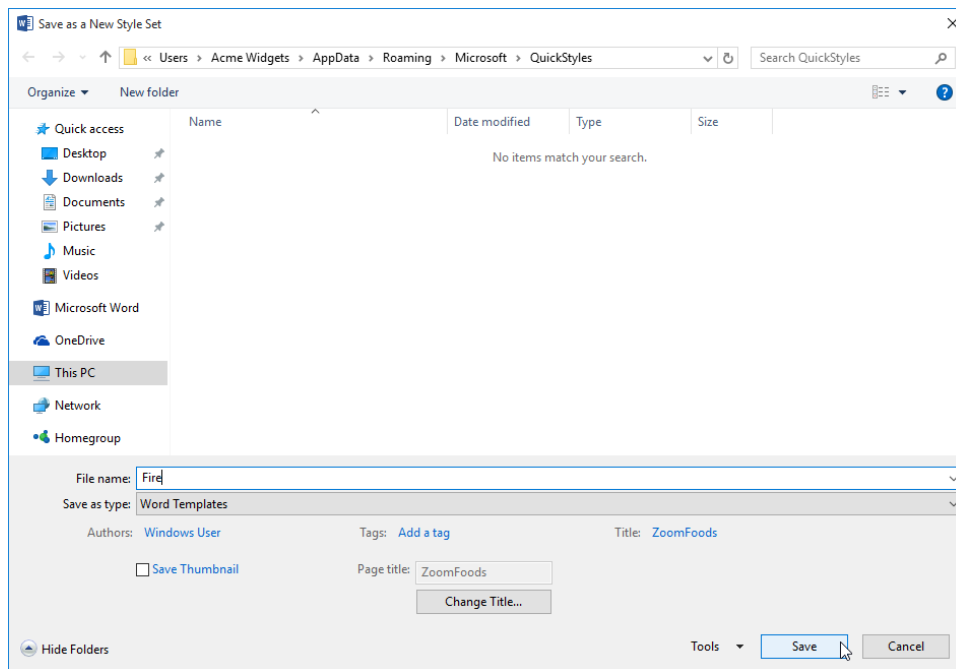 Save as a New Style Set
« Users › Acme Widgets › AppData › Roaming › Microsoft › QuickStyles Search QuickStyles
Organize New folder ?
Name Date modified Type Size
No items match your search.
Quick access
Desktop
Downloads
Documents
Pictures
Music
Videos
Microsoft Word
OneDrive
This PC
Network
Homegroup
File name: Fire
Save as type: Word Templates
Authors: Windows User Tags: Add a tag Title: ZoomFoods
Save Thumbnail Page title: ZoomFoods
Change Title...
Hide Folders Tools Save Cancel